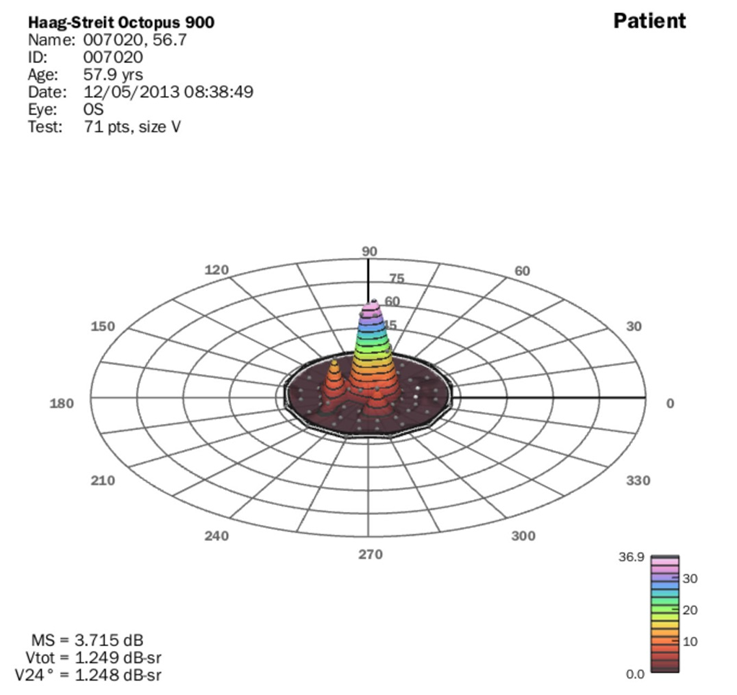 Haag-Streit Octopus 900
Patient
Name: 007020, 56.7
ID: 007020
Age: 57.9 yrs
Date: 12/05/2013 08:38:49
Eye: OS
Test: 71 pts, size V
90
120
75
60
60
45
150
30
180
0
210
330
240
300
270
36.9
30
20
10
0.0
MS = 3.715 dB
Vtot = 1.249 dB-sr
V24° = 1.248 dB-sr